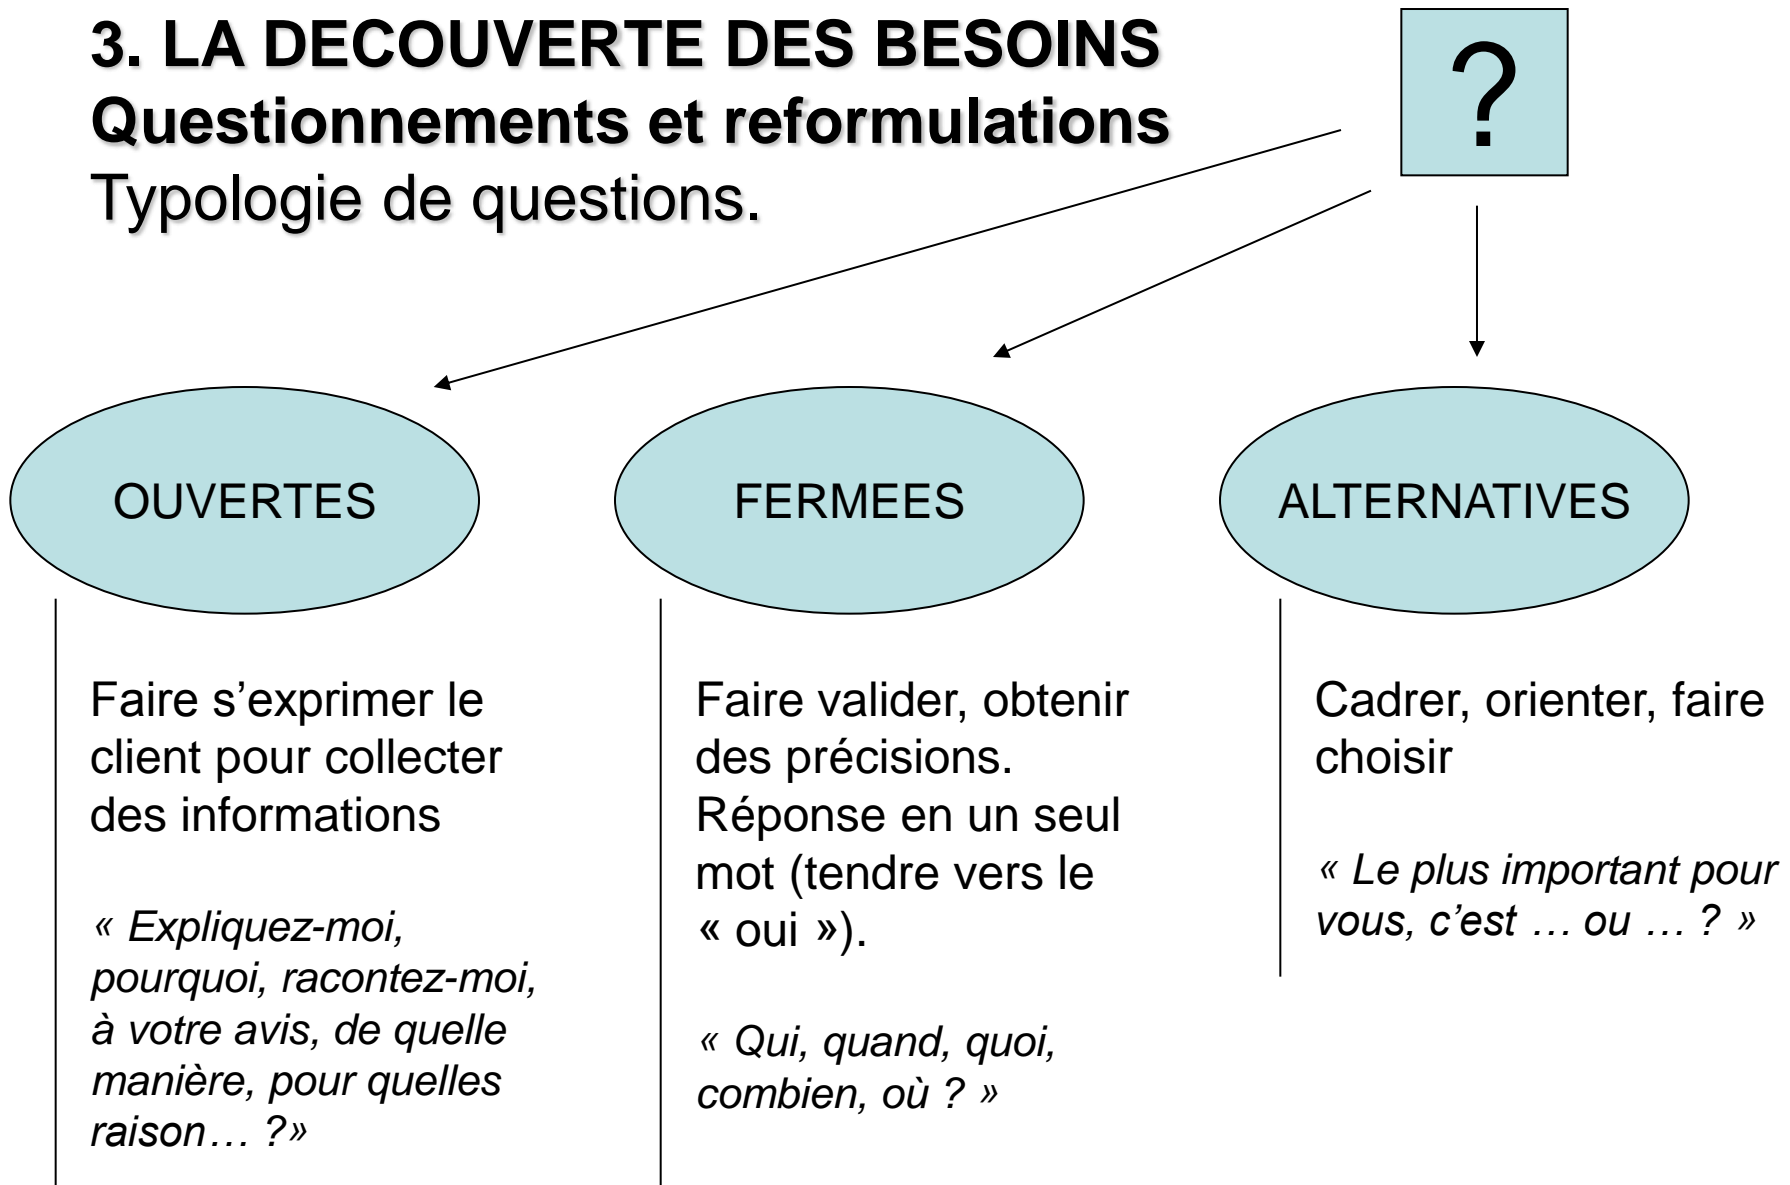 3. LA DECOUVERTE DES BESOINS
Questionnements et reformulations
Typologie de questions.
?
OUVERTES
FERMEES
ALTERNATIVES
Faire s’exprimer le
client pour collecter
des informations
« Expliquez-moi,
pourquoi, racontez-moi,
à votre avis, de quelle
manière, pour quelles
raison… ?»
Faire valider, obtenir
des précisions.
Réponse en un seul
mot (tendre vers le
« oui »).
« Qui, quand, quoi,
combien, où ? »
Cadrer, orienter, faire
choisir
« Le plus important pour
vous, c’est … ou … ? »